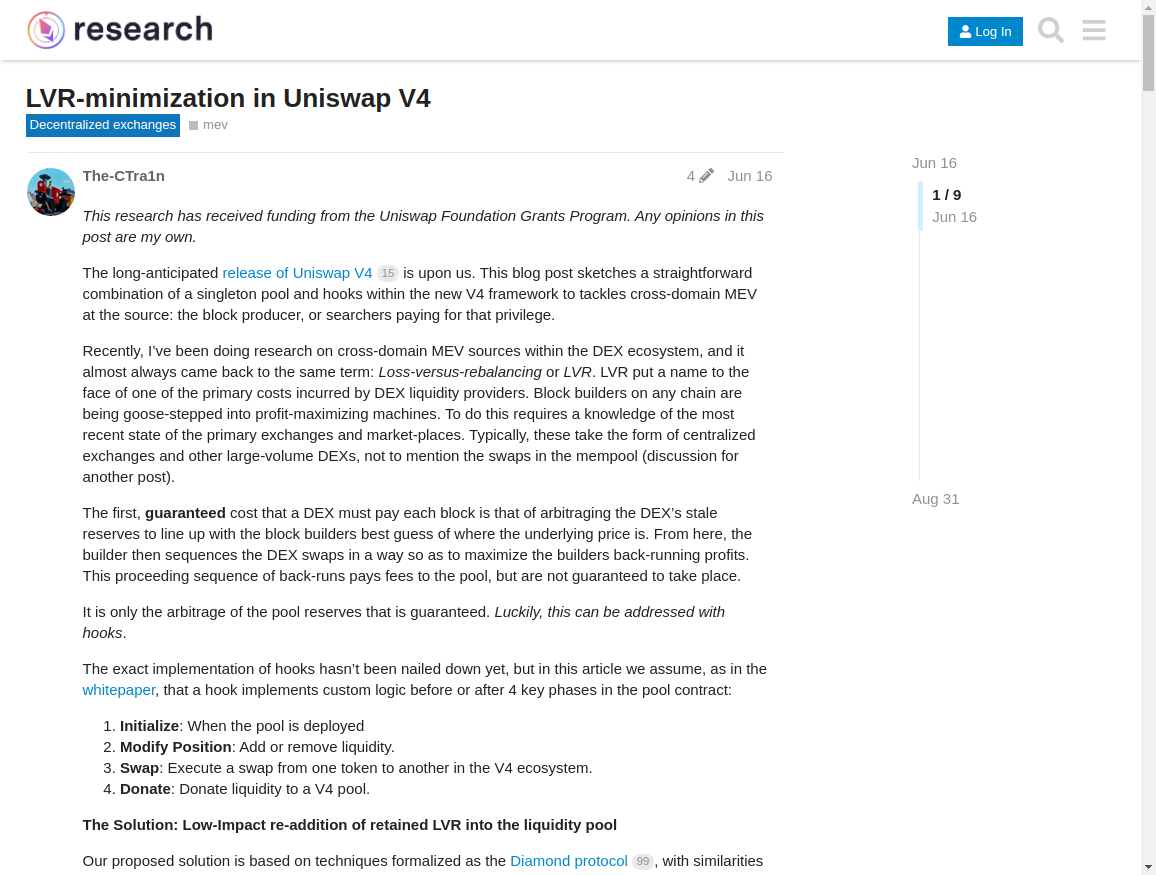 research
Log In
LVR-minimization in Uniswap V4
Decentralized exchanges
mev
The-CTra1n
4
Jun 16
This research has received funding from the Uniswap Foundation Grants Program. Any opinions in this
post are my own.
The long-anticipated release of Uniswap V4 15 is upon us. This blog post sketches a straightforward
combination of a singleton pool and hooks within the new V4 framework to tackles cross-domain MEV
at the source: the block producer, or searchers paying for that privilege.
Recently, I’ve been doing research on cross-domain MEV sources within the DEX ecosystem, and it
almost always came back to the same term: Loss-versus-rebalancing or LVR. LVR put a name to the
face of one of the primary costs incurred by DEX liquidity providers. Block builders on any chain are
being goose-stepped into profit-maximizing machines. To do this requires a knowledge of the most
recent state of the primary exchanges and market-places. Typically, these take the form of centralized
exchanges and other large-volume DEXs, not to mention the swaps in the mempool (discussion for
another post).
The first, guaranteed cost that a DEX must pay each block is that of arbitraging the DEX’s stale
reserves to line up with the block builders best guess of where the underlying price is. From here, the
builder then sequences the DEX swaps in a way so as to maximize the builders back-running profits.
This proceeding sequence of back-runs pays fees to the pool, but are not guaranteed to take place.
It is only the arbitrage of the pool reserves that is guaranteed. Luckily, this can be addressed with
hooks.
The exact implementation of hooks hasn’t been nailed down yet, but in this article we assume, as in the
whitepaper, that a hook implements custom logic before or after 4 key phases in the pool contract:
1. Initialize: When the pool is deployed
2. Modify Position: Add or remove liquidity.
3. Swap: Execute a swap from one token to another in the V4 ecosystem.
4. Donate: Donate liquidity to a V4 pool.
The Solution: Low-Impact re-addition of retained LVR into the liquidity pool
Our proposed solution is based on techniques formalized as the Diamond protocol 99, with similarities
Jun 16
1 / 9
Jun 16
Aug 31